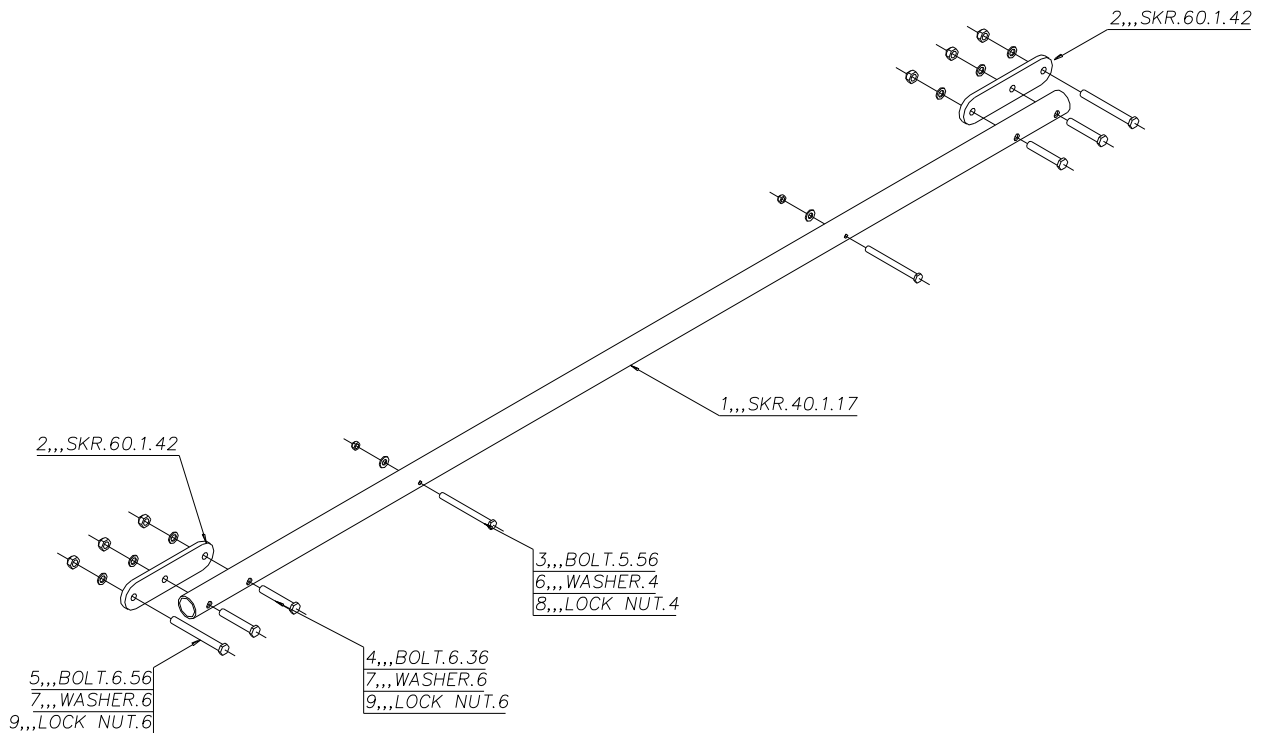 2,,,SKR.60.1.42
1,,,SKR.40.1.17
2,,,SKR.60.1.42
3,,,BOLT.5.56
6,,,WASHER.4
8,,,LOCK NUT.4
4,,,BOLT.6.36
7,,,WASHER.6
9,,,LOCK NUT.6
5,,,BOLT.6.56
7,,,WASHER.6
9,,,LOCK NUT.6